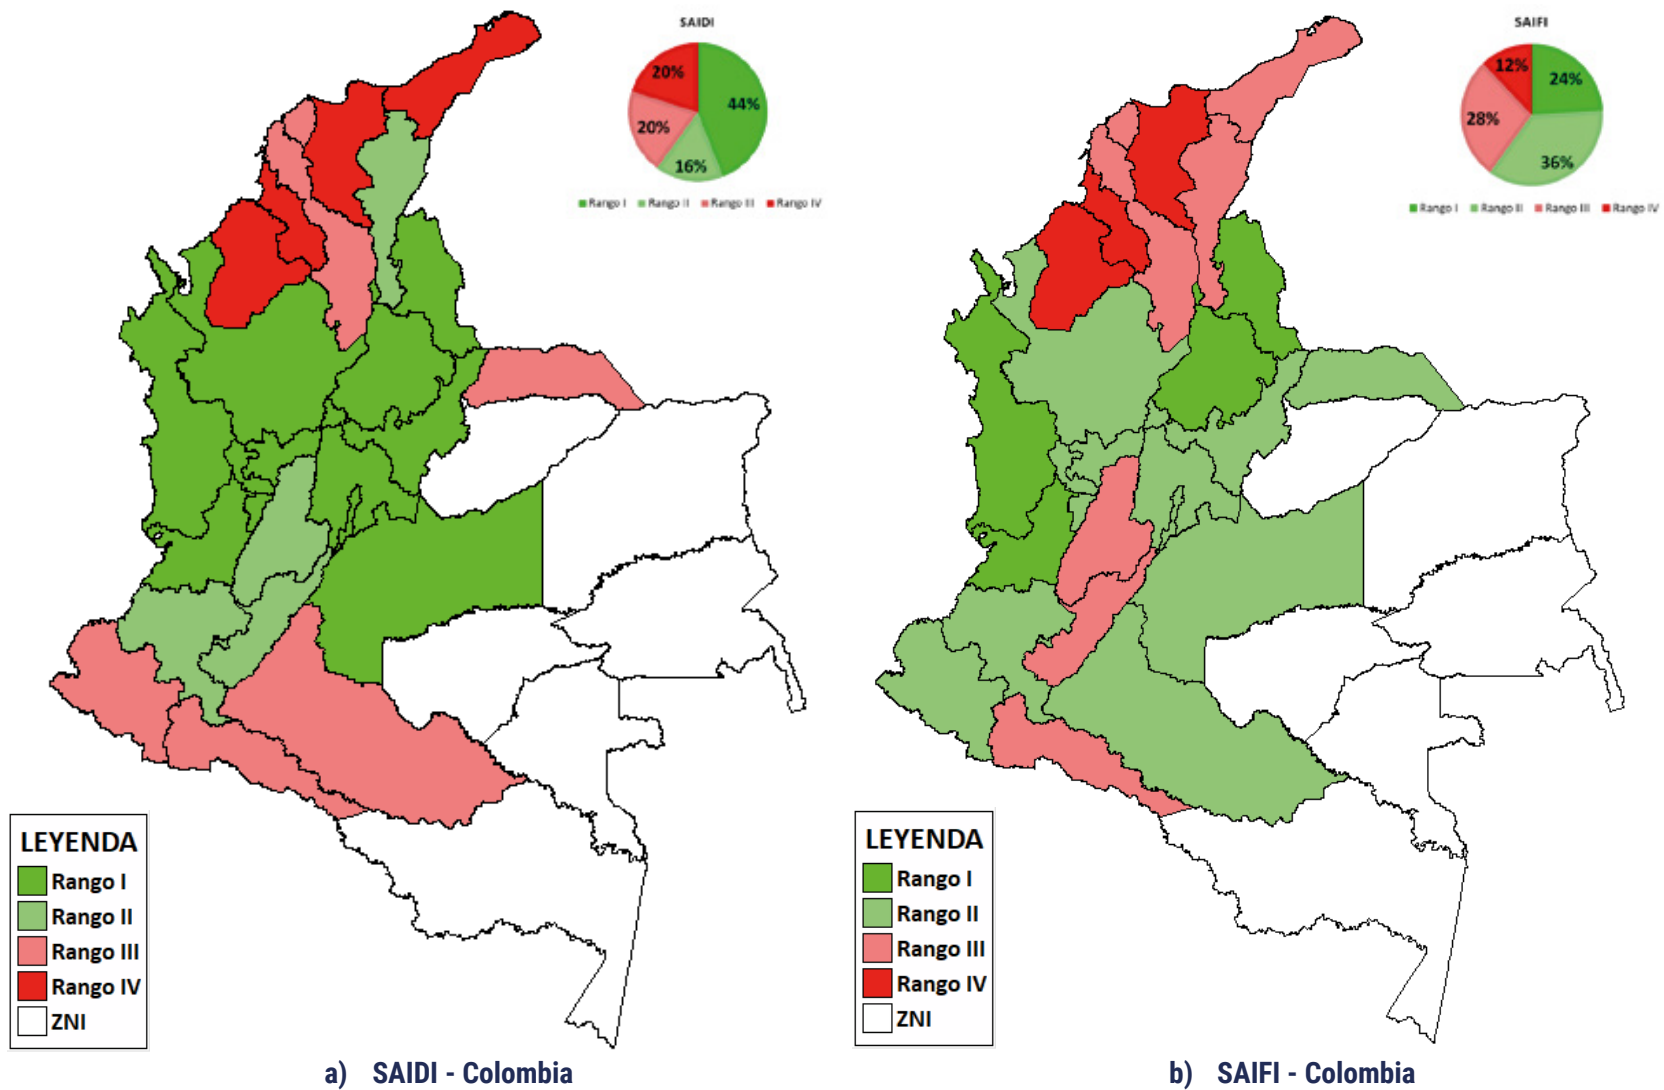 SAIDI
20%
44%
20%
16%
Rango I Rango II Rango III Rango IV
SAIFI
12%
24%
28%
36%
Rango I Rango II Rango III Rango IV
LEYENDA
Rango I
Rango II
Rango III
Rango IV
ZNI
LEYENDA
Rango I
Rango II
Rango III
Rango IV
ZNI
a) SAIDI - Colombia
b) SAIFI - Colombia